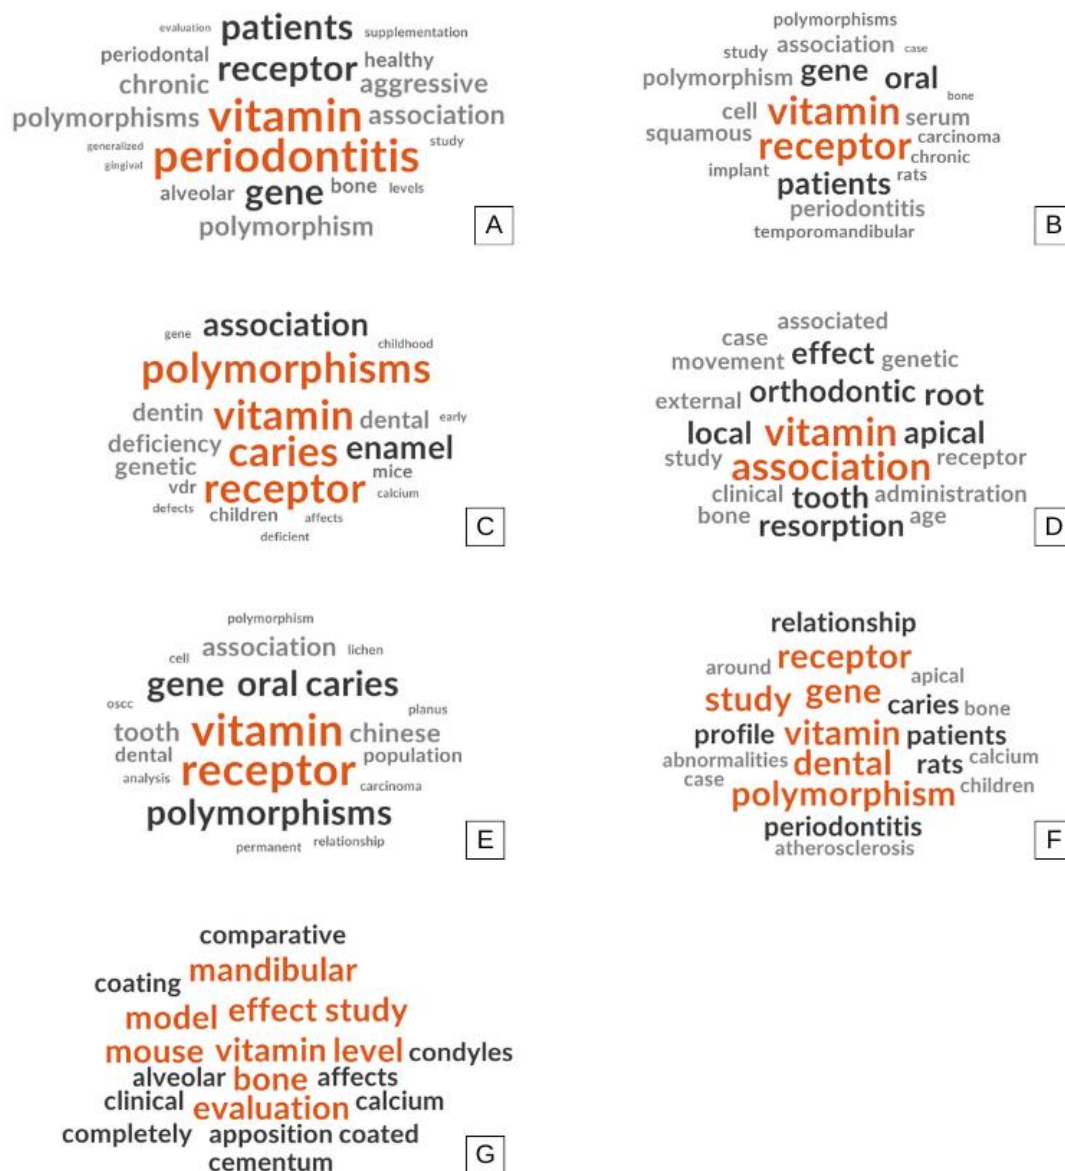 evaluation patients supplementation
periodontal receptor healthy
chronic aggressive
polymorphisms vitamin association
generalized periodontitis study
gingival
alveolar gene bone levels
polymorphism
A
polymorphisms
study association case
polymorphism gene oral
bone
cell vitamin serum
squamous receptor carcinoma
chronic
implant patients rats
periodontitis
temporomandibular
B
gene association childhood
polymorphisms
dentin vitamin dental early
deficiency caries enamel
genetic mice
vdr receptor calcium
defects children affects
deficient
C
associated
case
movement effect genetic
external orthodontic root
local vitamin apical
study association receptor
clinical tooth administration
bone resorption age
D
polymorphism
cell association lichen
gene oral caries
oscc planus
tooth vitamin chinese
dental population
analysis receptor carcinoma
polymorphisms
permanent relationship
E
relationship
around receptor apical
study gene caries bone
profile vitamin patients
abnormalities dental rats calcium
case polymorphism children
periodontitis
atherosclerosis
F
comparative
coating mandibular
model effect study
mouse vitamin level condyles
alveolar bone affects
clinical evaluation calcium
completely apposition coated
cementum
G